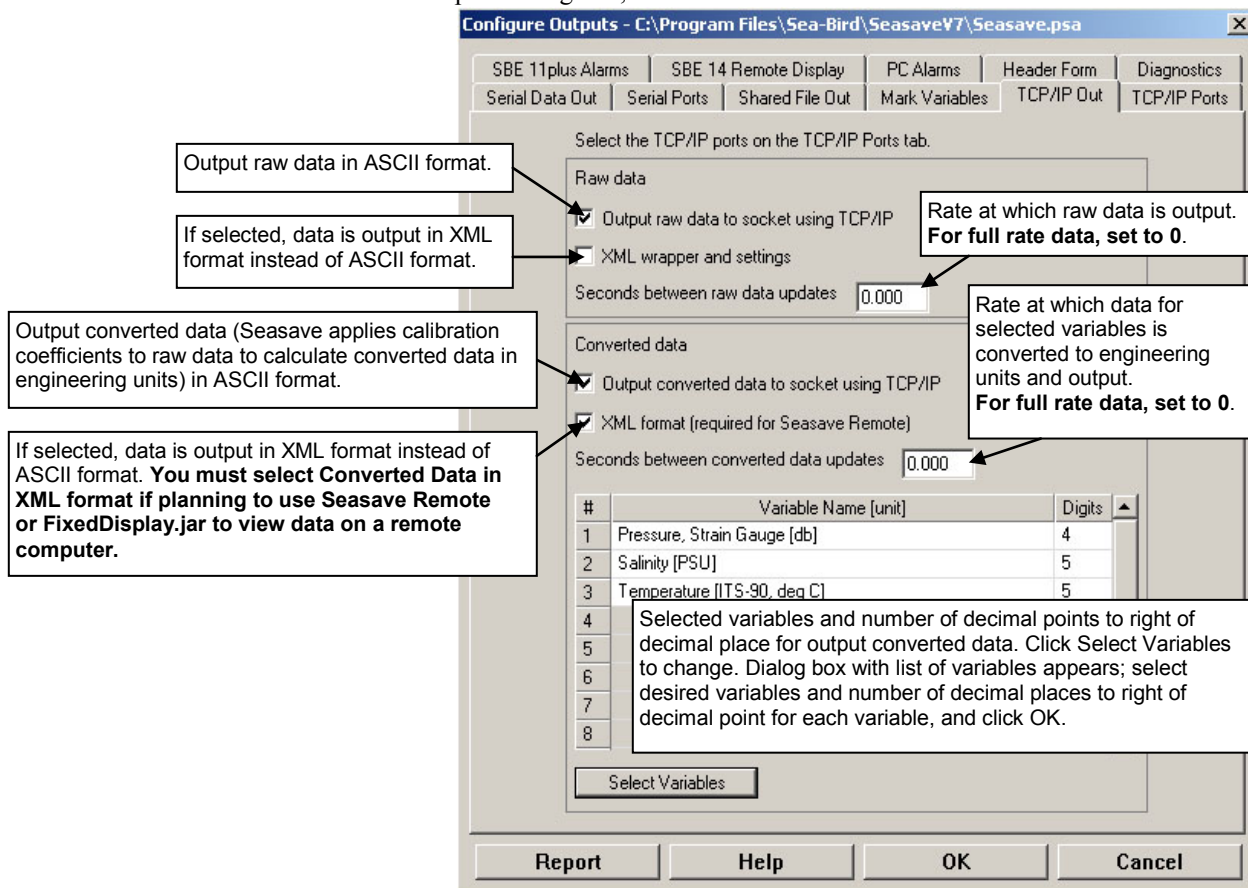 Configure Outputs - C:\Program Files\Sea-Bird\SeasaveV7\Seasave.psa
SBE 11plus Alarms
SBE 14 Remote Display
PC Alarms
Header Form
Diagnostics
Serial Data Out
Serial Ports
Shared File Out
Mark Variables
TCP/IP Out
TCP/IP Ports
Select the TCP/IP ports on the TCP/IP Ports tab.
Output raw data in ASCII format.
Raw data
Output raw data to socket using TCP/IP
Rate at which raw data is output.
For full rate data, set to 0.
If selected, data is output in XML
format instead of ASCII format.
XML wrapper and settings
Seconds between raw data updates
0.000
Rate at which data for
selected variables is
converted to engineering
units and output.
For full rate data, set to 0.
Output converted data (Seasave applies calibration
coefficients to raw data to calculate converted data in
engineering units) in ASCII format.
Converted data
Output converted data to socket using TCP/IP
XML format (required for Seasave Remote)
If selected, data is output in XML format instead of
ASCII format. You must select Converted Data in
XML format if planning to use Seasave Remote
or FixedDisplay.jar to view data on a remote
computer.
Seconds between converted data updates
0.000
# Variable Name [unit] Digits
1 Pressure, Strain Gauge [db] 4
2 Salinity [PSU] 5
3 Temperature [ITS-90, deg C] 5
4
5
6
7
8
Selected variables and number of decimal points to right of
decimal place for output converted data. Click Select Variables
to change. Dialog box with list of variables appears; select
desired variables and number of decimal places to right of
decimal point for each variable, and click OK.
Select Variables
Report
Help
OK
Cancel